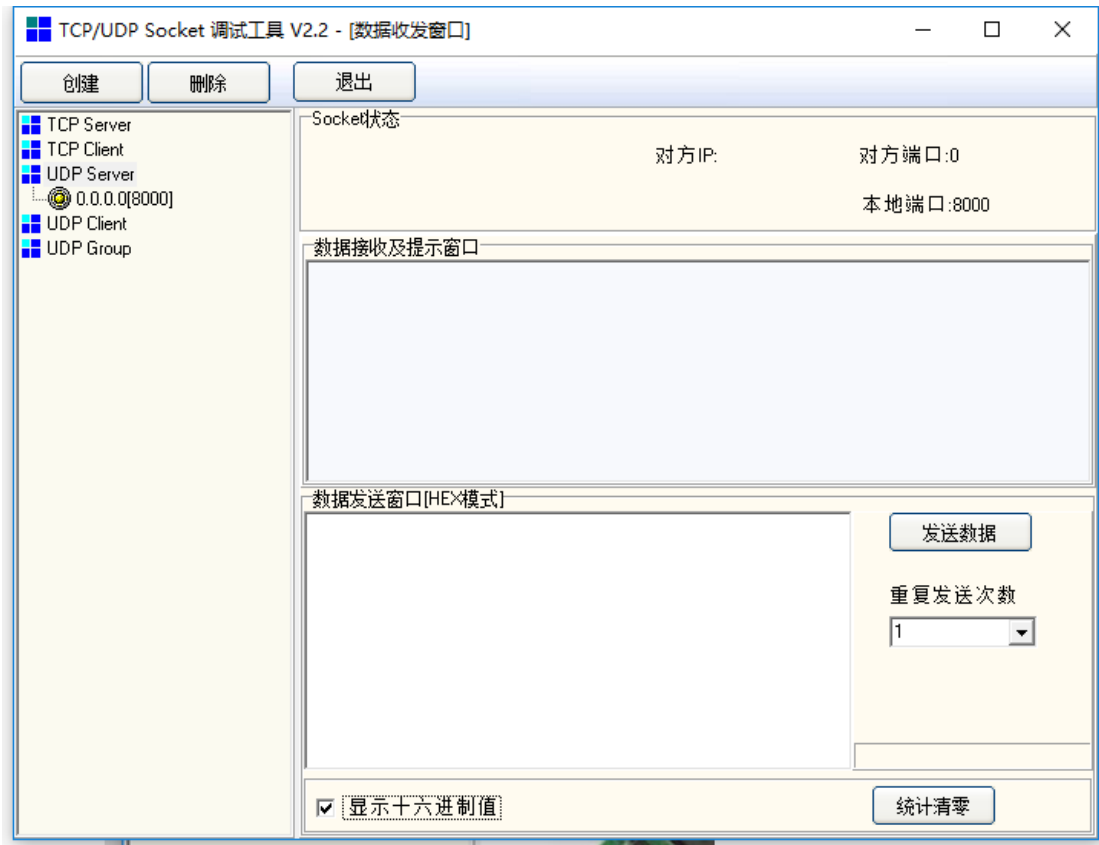 TCP/UDP Socket 调试工具 V2.2 - [数据收发窗口]
创建 删除 退出
TCP Server
TCP Client
UDP Server
0.0.0.0[8000]
UDP Client
UDP Group
Socket状态
对方IP: 对方端口:0
本地端口:8000
数据接收及提示窗口
数据发送窗口[HEX模式]
发送数据
重复发送次数
1
显示十六进制值
统计清零